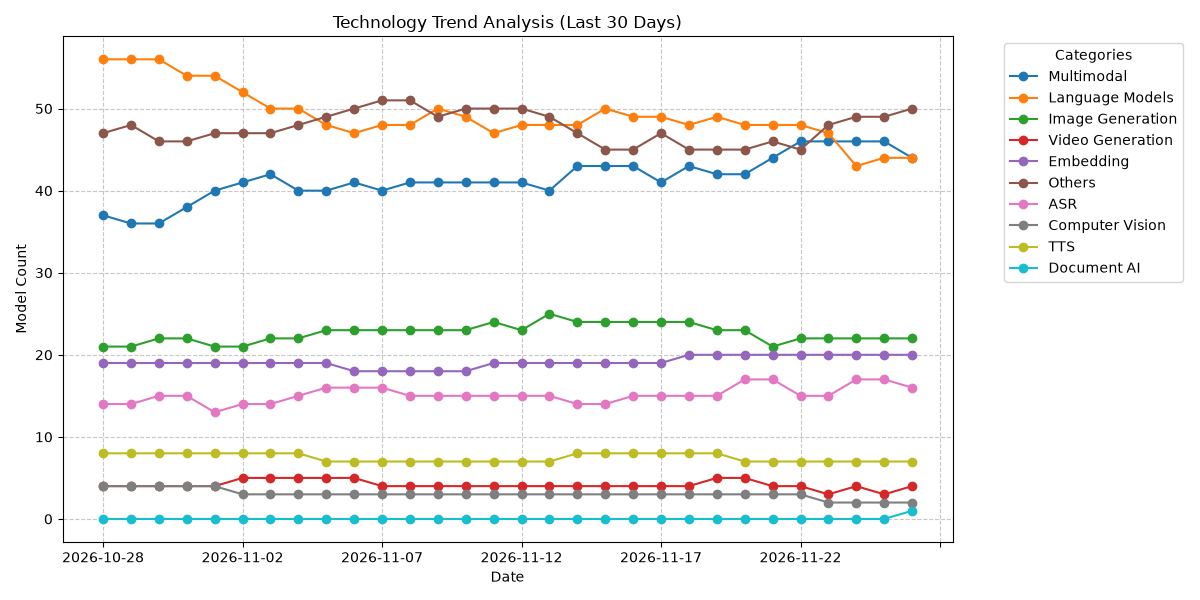 Technology Trend Analysis (Last 30 Days)
Model Count
50
40
30
20
10
0
2026-10-28
2026-11-02
2026-11-07
2026-11-12
2026-11-17
2026-11-22
Date
Categories
Multimodal
Language Models
Image Generation
Video Generation
Embedding
Others
ASR
Computer Vision
TTS
Document AI